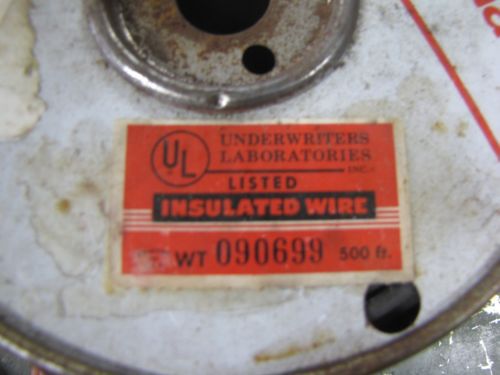 UL
UNDERWRITERS
LABORATORIES
INC.
LISTED
INSULATED WIRE
WT 090699 500 ft.